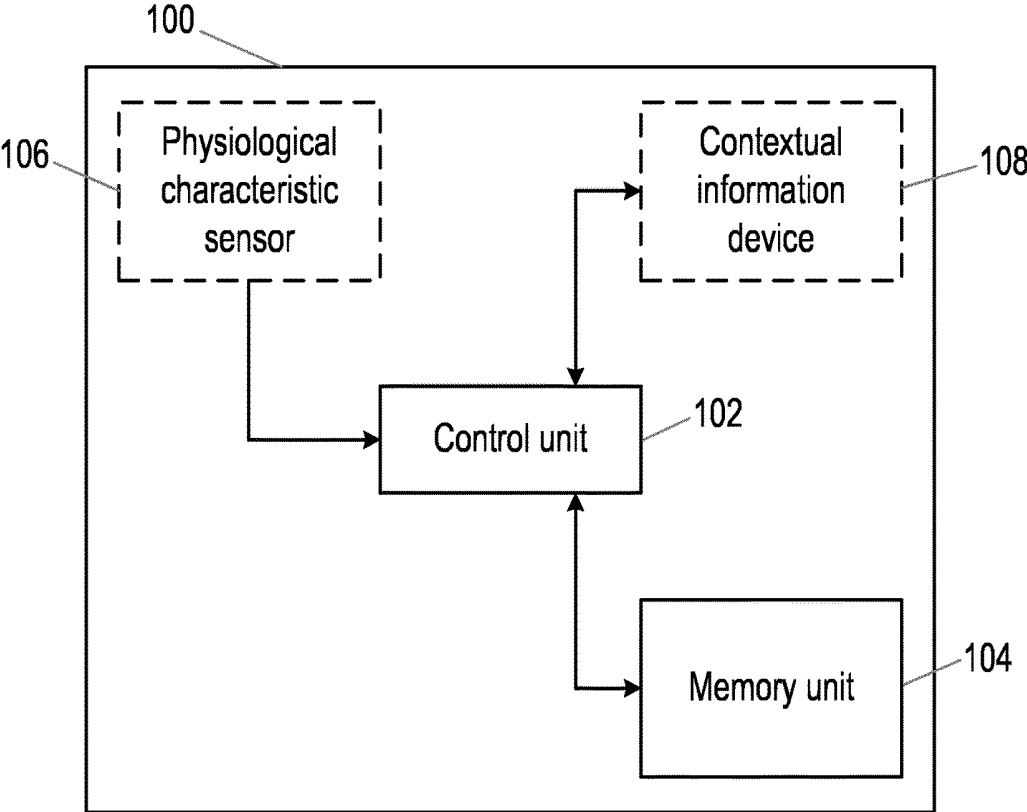 100
106
Physiological
characteristic
sensor
Contextual
information
device
108
Control unit
102
Memory unit
104